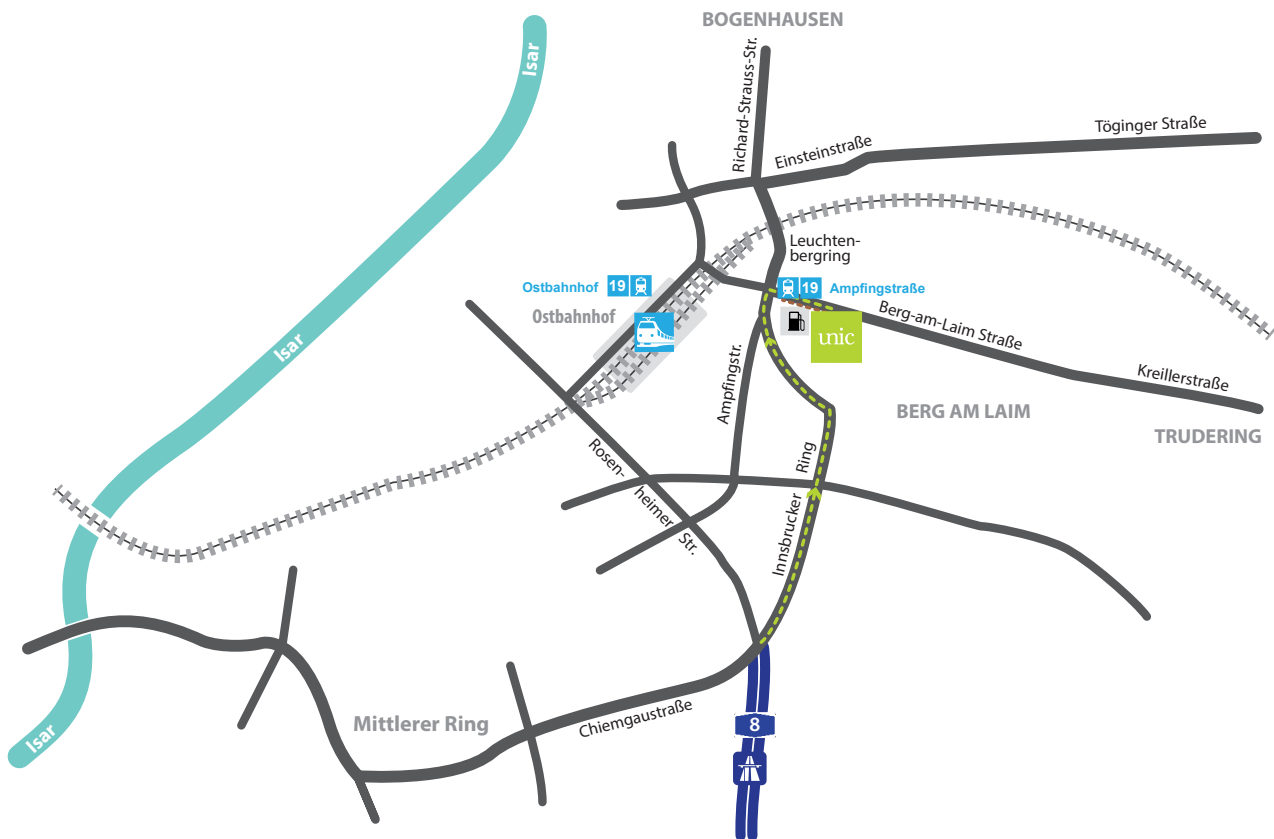 BOGENHAUSEN
Isar
Richard-Strauss-Str.
Töginger Straße
Einsteinstraße
Leuchten-
bergring
Ostbahnhof 19
19 Ampfingstraße
Ostbahnhof
unic
Berg-am-Laim Straße
Isar
Kreillerstraße
Ampfingstr.
BERG AM LAIM
TRUDERING
Rosen-
heimer Str.
Innsbrucker Ring
Mittlerer Ring
Chiemgaustraße
8
Isar